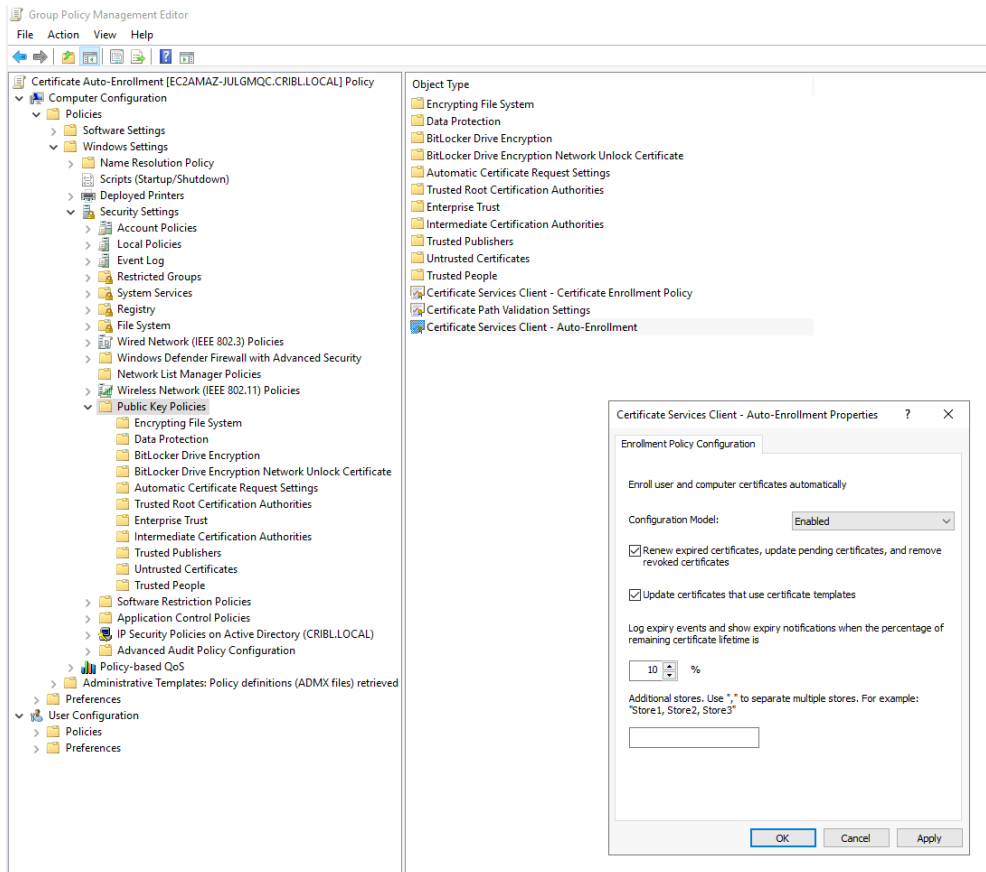 Group Policy Management Editor
File Action View Help
Certificate Auto-Enrollment [EC2AMAZ-JULGMQC.CRIBL.LOCAL] Policy
Computer Configuration
Policies
Software Settings
Windows Settings
Name Resolution Policy
Scripts (Startup/Shutdown)
Deployed Printers
Security Settings
Account Policies
Local Policies
Event Log
Restricted Groups
System Services
Registry
File System
Wired Network (IEEE 802.3) Policies
Windows Defender Firewall with Advanced Security
Network List Manager Policies
Wireless Network (IEEE 802.11) Policies
Public Key Policies
Encrypting File System
Data Protection
BitLocker Drive Encryption
BitLocker Drive Encryption Network Unlock Certificate
Automatic Certificate Request Settings
Trusted Root Certification Authorities
Enterprise Trust
Intermediate Certification Authorities
Trusted Publishers
Untrusted Certificates
Trusted People
Software Restriction Policies
Application Control Policies
IP Security Policies on Active Directory (CRIBL.LOCAL)
Advanced Audit Policy Configuration
Policy-based QoS
Administrative Templates: Policy definitions (ADMX files) retrieved
Preferences
User Configuration
Policies
Preferences
Object Type
Encrypting File System
Data Protection
BitLocker Drive Encryption
BitLocker Drive Encryption Network Unlock Certificate
Automatic Certificate Request Settings
Trusted Root Certification Authorities
Enterprise Trust
Intermediate Certification Authorities
Trusted Publishers
Untrusted Certificates
Trusted People
Certificate Services Client - Certificate Enrollment Policy
Certificate Path Validation Settings
Certificate Services Client - Auto-Enrollment
Certificate Services Client - Auto-Enrollment Properties ?
Enrollment Policy Configuration
Enroll user and computer certificates automatically
Configuration Model: Enabled
Renew expired certificates, update pending certificates, and remove
revoked certificates
Update certificates that use certificate templates
Log expiry events and show expiry notifications when the percentage of
remaining certificate lifetime is
10 %
Additional stores. Use "," to separate multiple stores. For example:
"Store1, Store2, Store3"
OK Cancel Apply